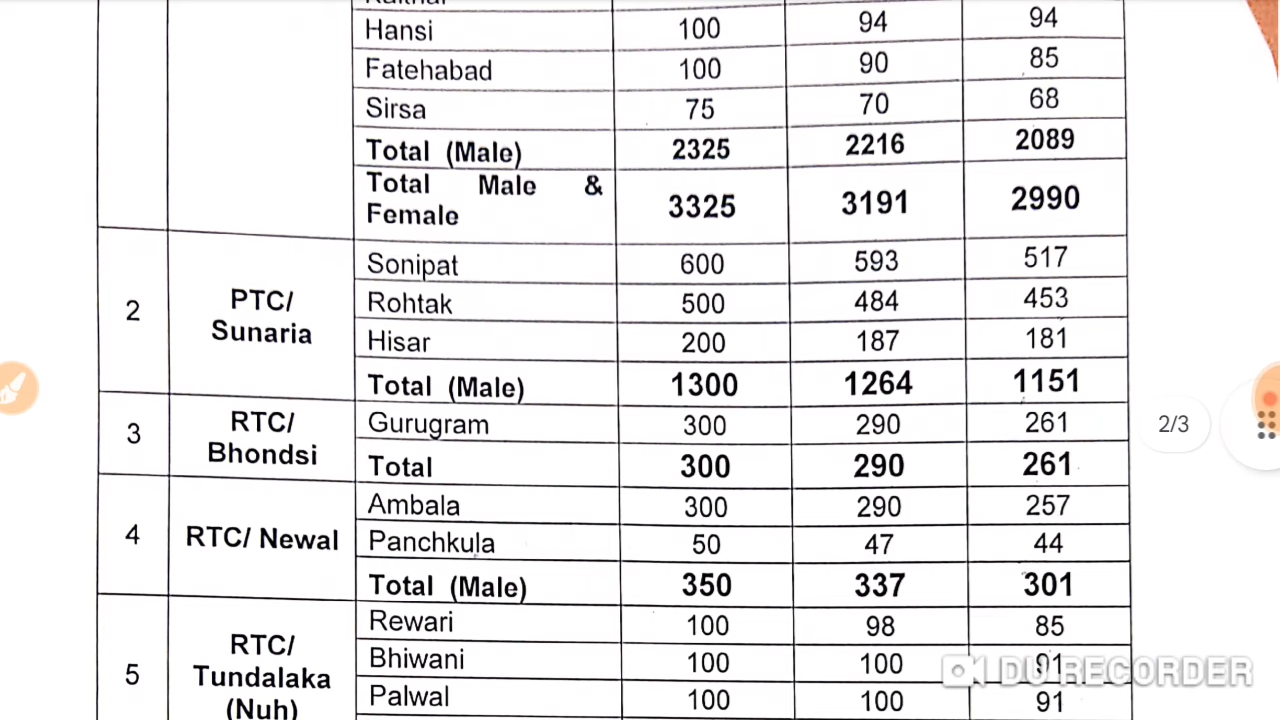 Hansi 100 94 94
Fatehabad 100 90 85
Sirsa 75 70 68
Total (Male) 2325 2216 2089
Total Male &
Female 3325 3191 2990
Sonipat 600 593 517
2 PTC/ Rohtak 500 484 453
Sunaria
Hisar 200 187 181
Total (Male) 1300 1264 1151
3 RTC/ Gurugram 300 290 261
2/3
Bhondsi Total 300 290 261
Ambala 300 290 257
4 RTC/ Newal Panchkula 50 47 44
Total (Male) 350 337 301
Rewari 100 98 85
RTC/
5 Tundalaka Bhiwani 100 100 91
DU RECORDER
(Nuh) Palwal 100 100 91